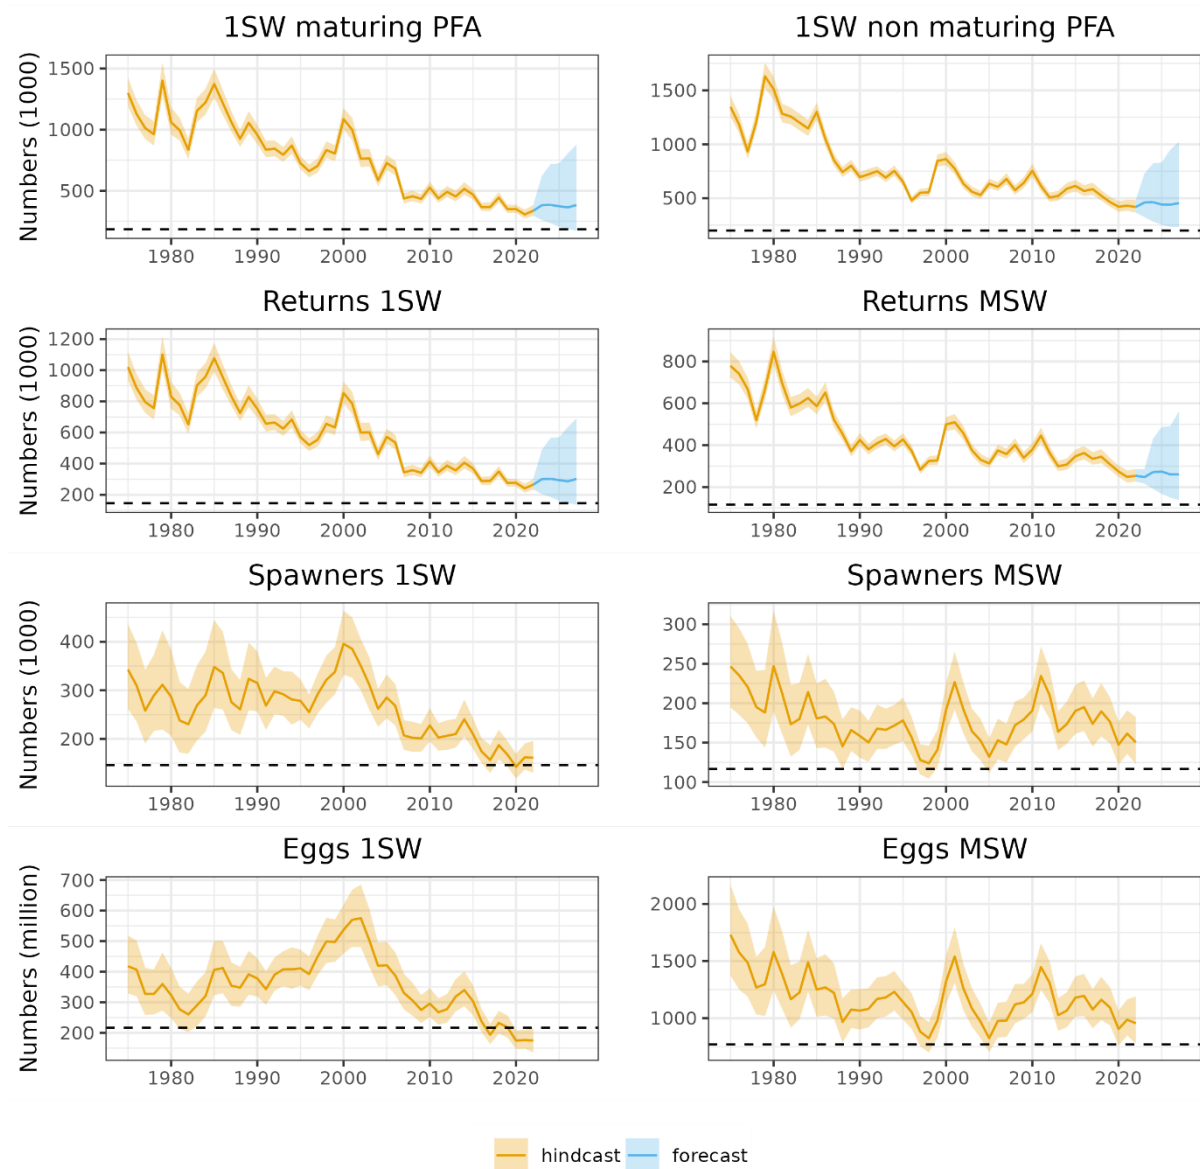 1SW maturing PFA
1SW non maturing PFA
Numbers (1000)
1500
1000
500
1980 1990 2000 2010 2020
1500
1000
500
1980 1990 2000 2010 2020
Returns 1SW
Returns MSW
Numbers (1000)
1200
1000
800
600
400
200
1980 1990 2000 2010 2020
800
600
400
200
1980 1990 2000 2010 2020
Spawners 1SW
Spawners MSW
Numbers (1000)
400
300
200
1980 1990 2000 2010 2020
300
250
200
150
100
1980 1990 2000 2010 2020
Eggs 1SW
Eggs MSW
Numbers (million)
700
600
500
400
300
200
1980 1990 2000 2010 2020
2000
1500
1000
1980 1990 2000 2010 2020
hindcast forecast